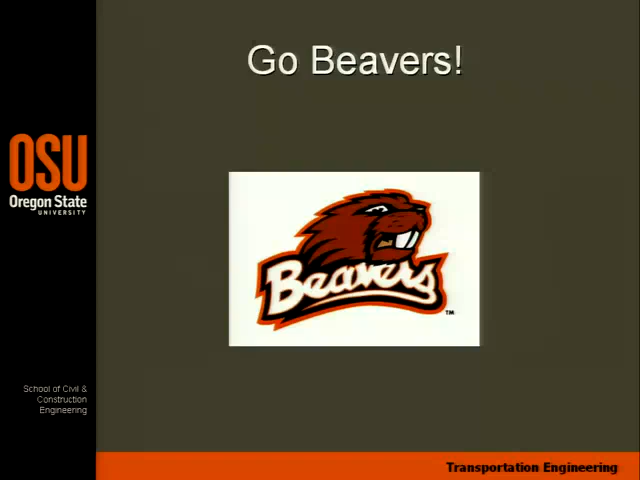 Go Beavers!
OSU
Oregon State
UNIVERSITY
Beavers
TM
School of Civil &
Construction
Engineering
Transportation Engineering